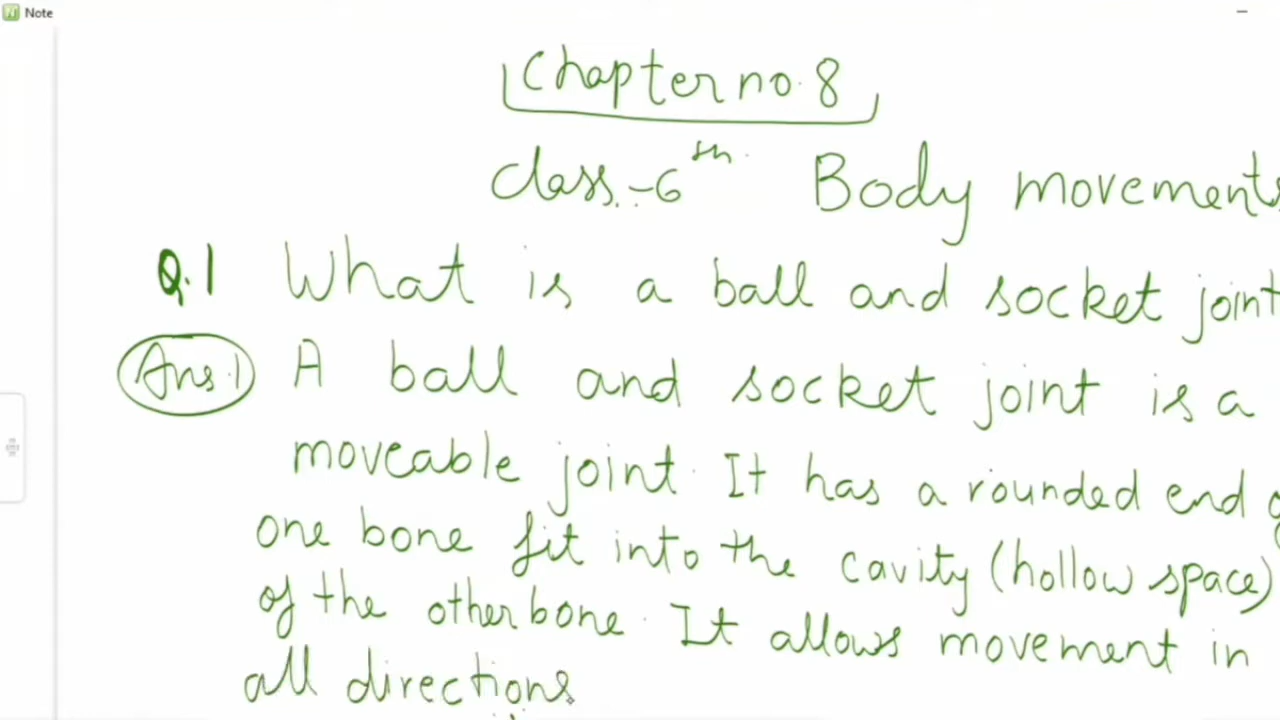 Note
Chapter no. 8
Class.-6th. Body movements
Q.1 What is a ball and socket joint
Ans.1 A ball and socket joint is a
moveable joint. It has a rounded end
one bone fit into the cavity (hollow space)
of the other bone. It allows movement in
all directions